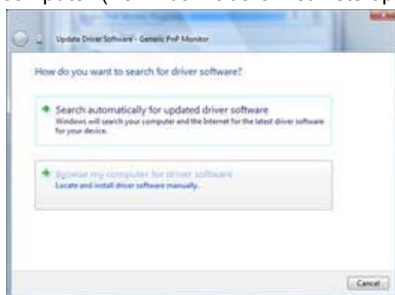 Update Driver Software - Generic PnP Monitor
How do you want to search for driver software?
Search automatically for updated driver software
Windows will search your computer and the Internet for the latest driver software
for your device.
Browse my computer for driver software
Locate and install driver software manually.
Cancel